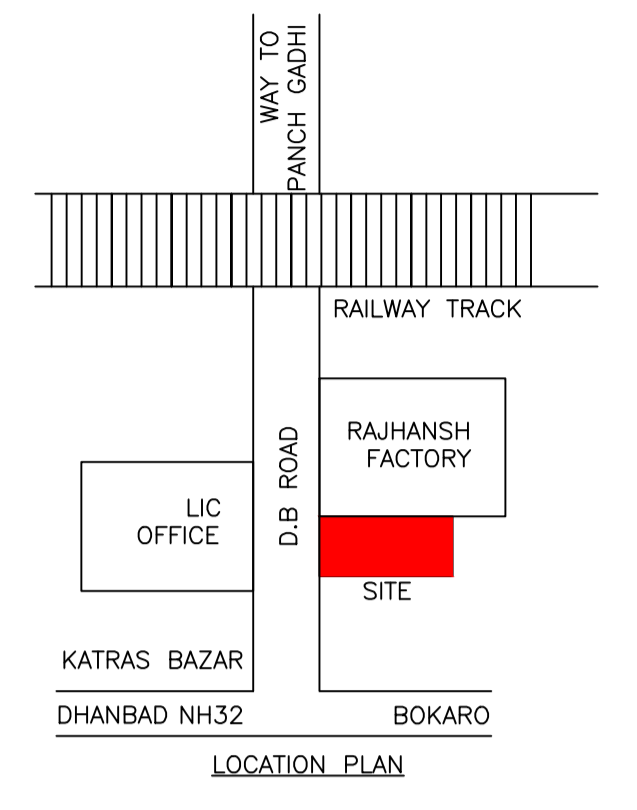 WAY TO
PANCH GADHI
RAILWAY TRACK
RAJHANSH
FACTORY
D.B ROAD
LIC
OFFICE
SITE
KATRAS BAZAR
DHANBAD NH32
BOKARO
LOCATION PLAN